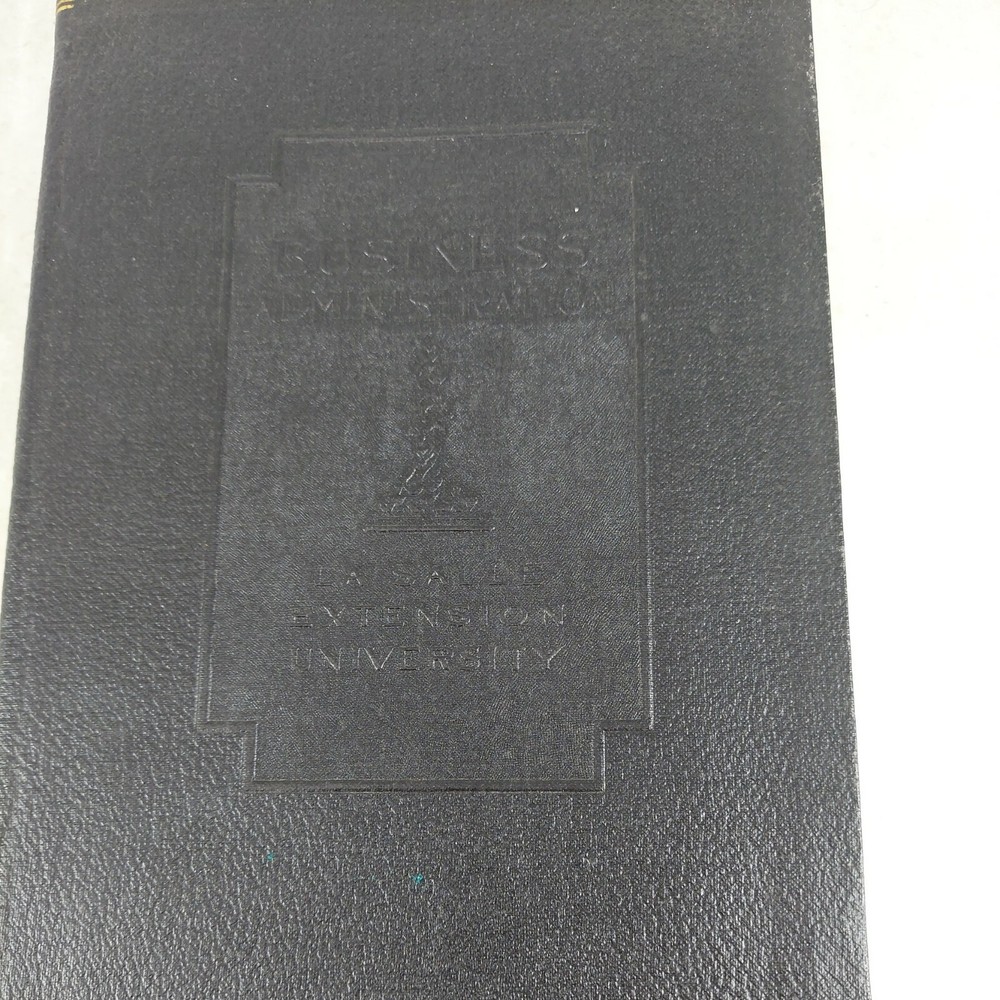 BUSINESS
ADMINISTRATION
LA SALLE
EXTENSION
UNIVERSITY